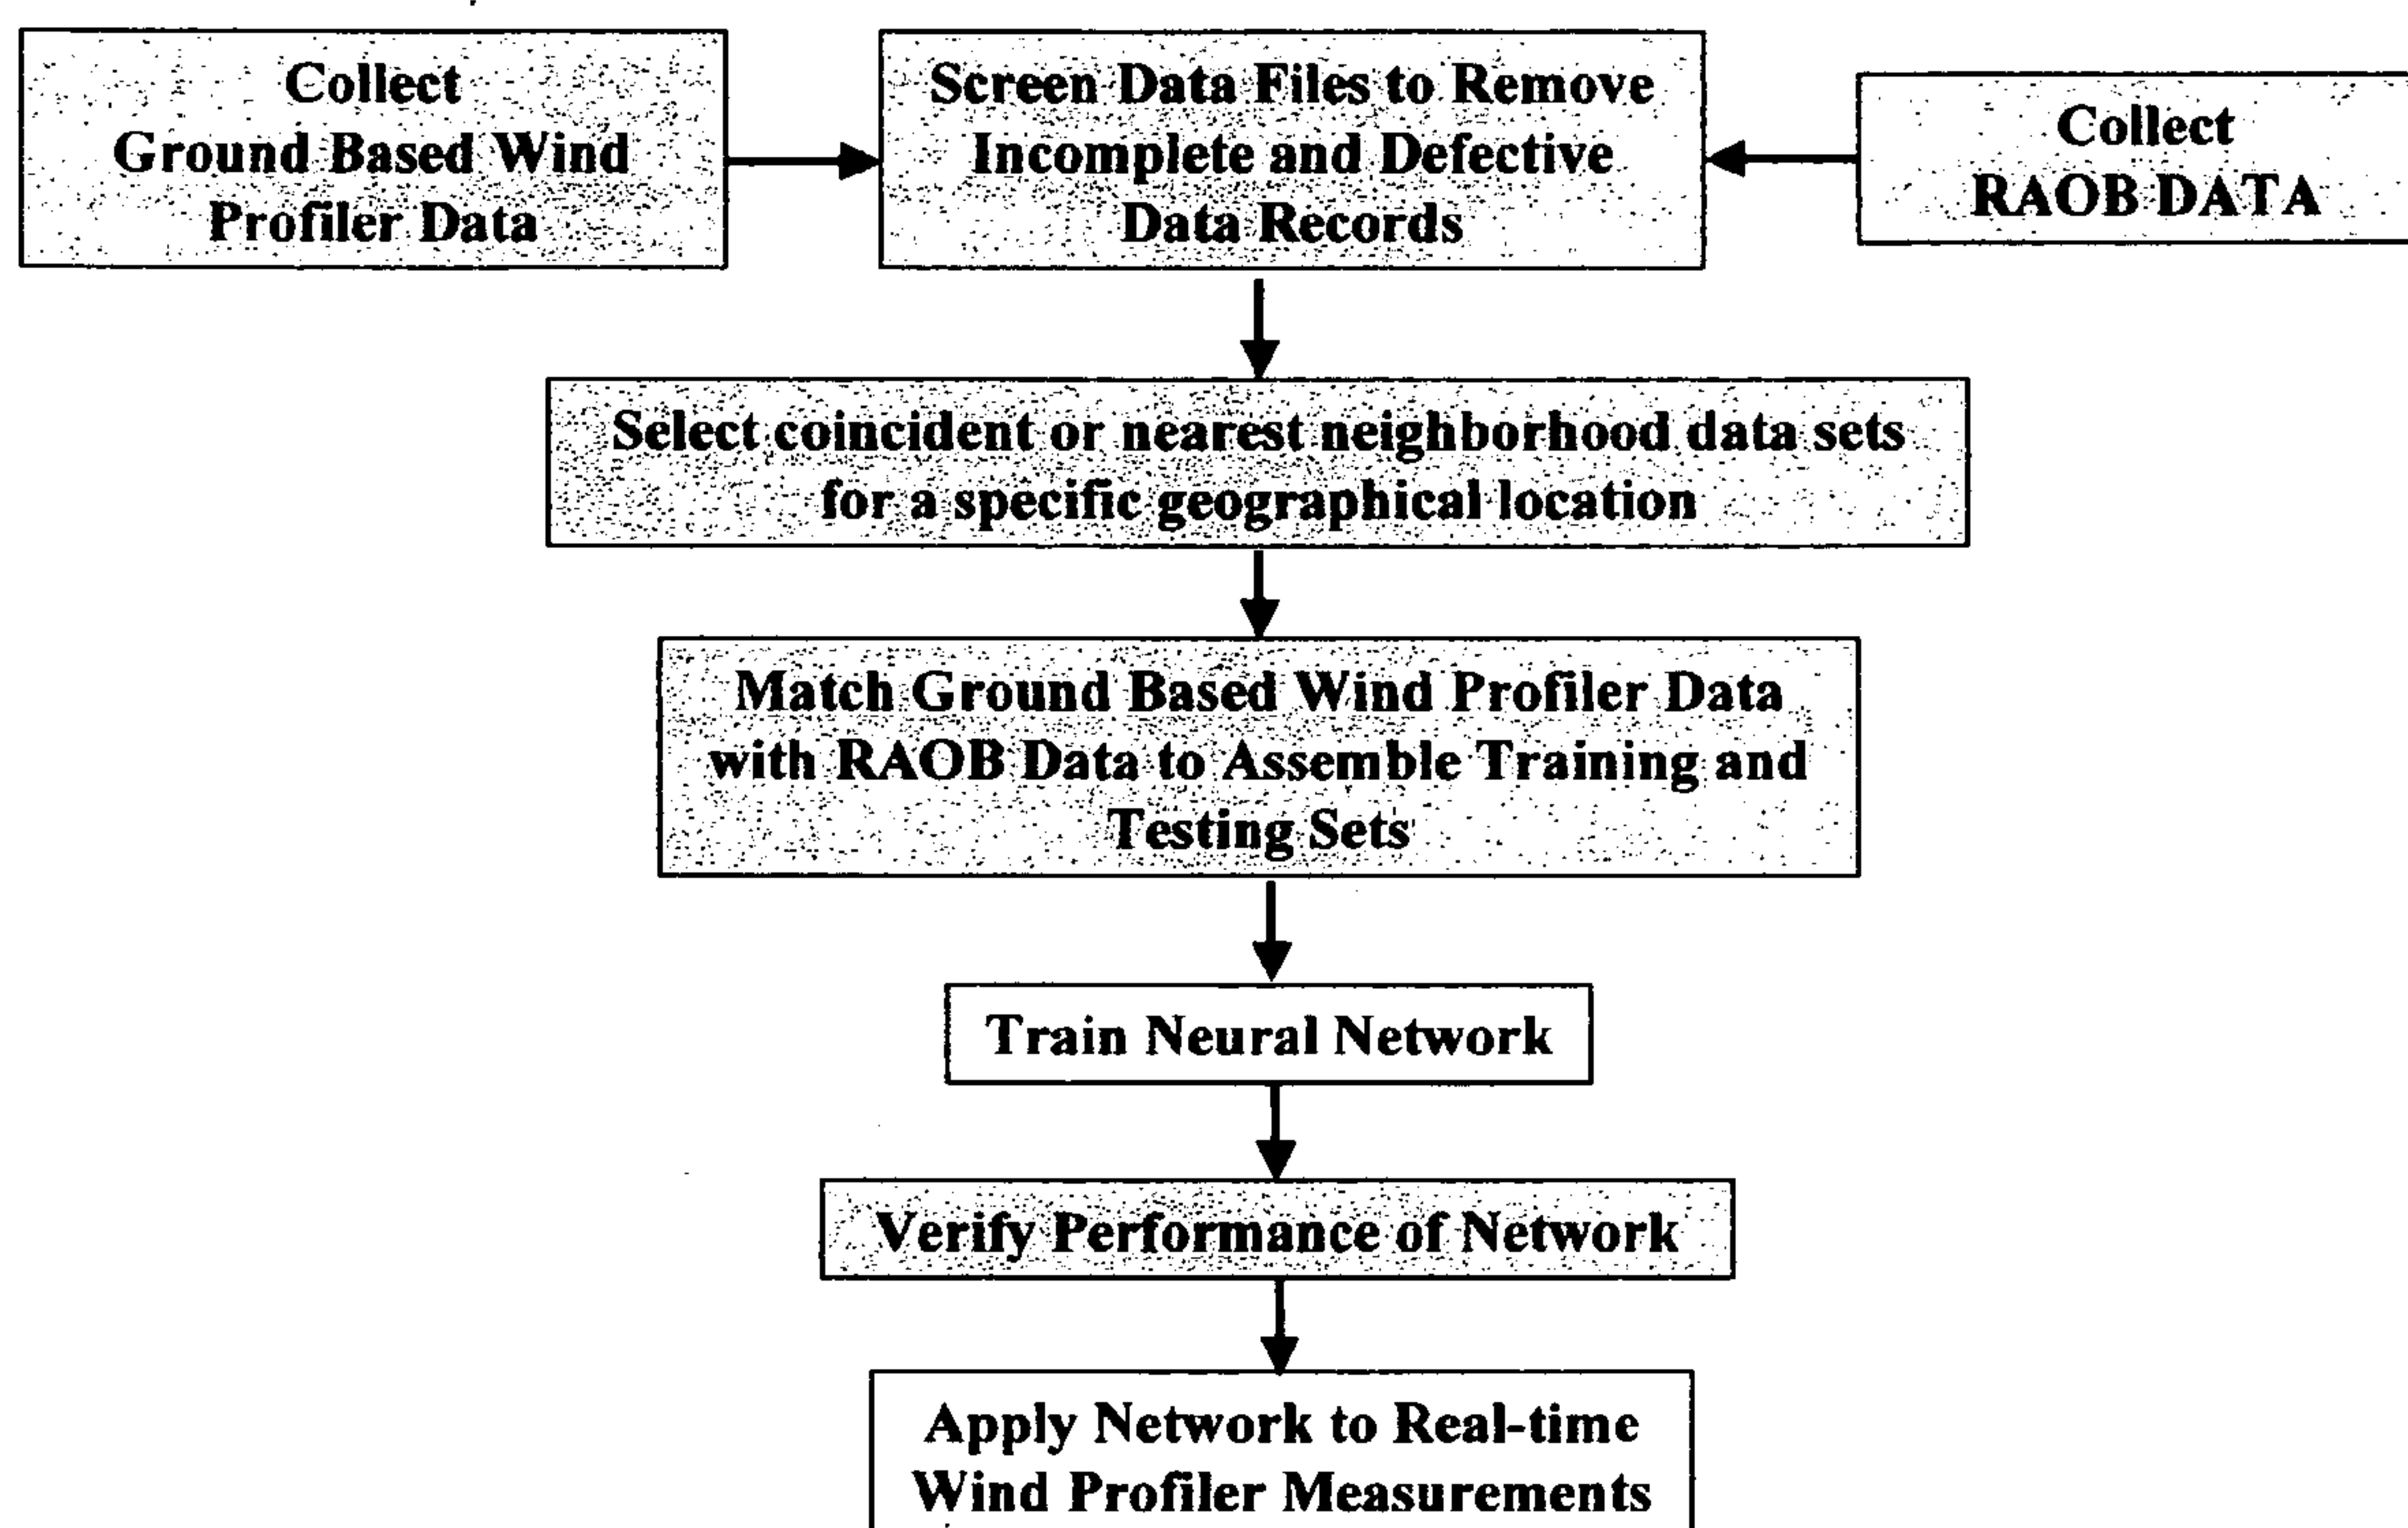 Collect
Ground Based Wind
Profiler Data
Screen Data Files to Remove
Incomplete and Defective
Data Records
Collect
RAOB DATA
Select coincident or nearest neighborhood data sets
for a specific geographical location
Match Ground Based Wind Profiler Data
with RAOB Data to Assemble Training and
Testing Sets
Train Neural Network
Verify Performance of Network
Apply Network to Real-time
Wind Profiler Measurements